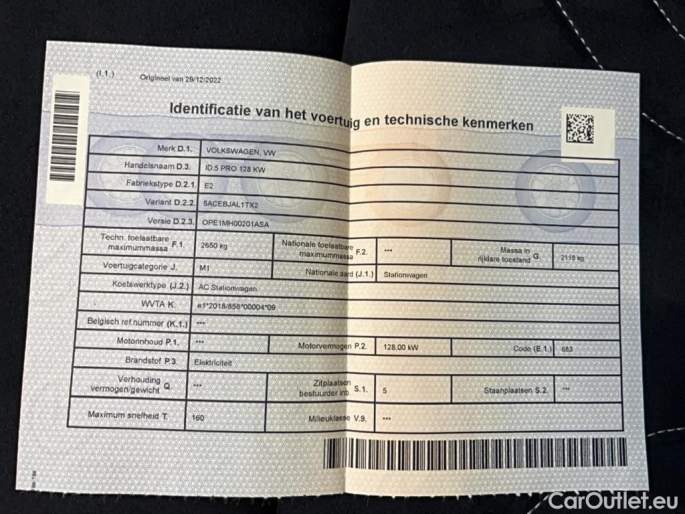 (I.1.) Origineel van 29/12/2022
Identificatie van het voertuig en technische kenmerken
Merk D.1. VOLKSWAGEN, VW
Handelsnaam D.3. ID.5 PRO 128 KW
Fabriekstype D.2.1. E2
Variant D.2.2. 5ACEBJAL1TX2
Versie D.2.3. OPE1MH00201ASA
Techn. toelaatbare maximummassa F.1. 2650 kg Nationale toelaatbare maximummassa F.2. *** Massa in rijklare toestand G. 2118 kg
Voertuigcategorie J. M1 Nationale aard (J.1.) Stationwagen
Koetswerktype (J.2.) AC Stationwagen
WVTA K. e1*2018/858*00004*09
Belgisch ref.nummer (K.1.) ***
Motorinhoud P.1. *** Motorvermogen P.2. 128.00 kW Code (E.1.) 683
Brandstof P.3. Elektriciteit
Verhouding vermogen/gewicht Q. *** Zitplaatsen bestuurder inb. S.1. 5 Staanplaatsen S.2. ***
Maximum snelheid T. 160 Milieuklasse V.9. ***
CarOutlet.eu